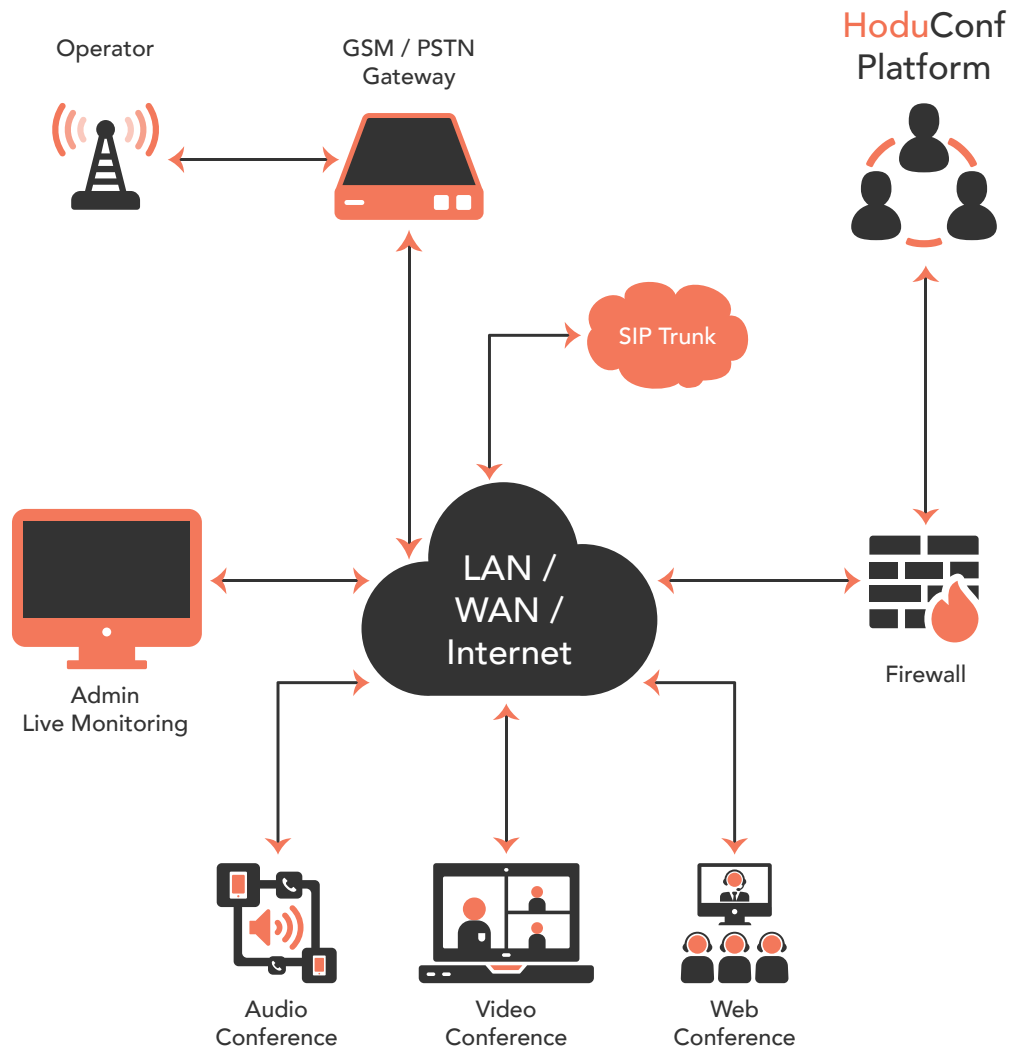 Operator
GSM / PSTN
Gateway
HoduConf
Platform
SIP Trunk
LAN /
WAN /
Internet
Admin
Live Monitoring
Firewall
Audio
Conference
Video
Conference
Web
Conference